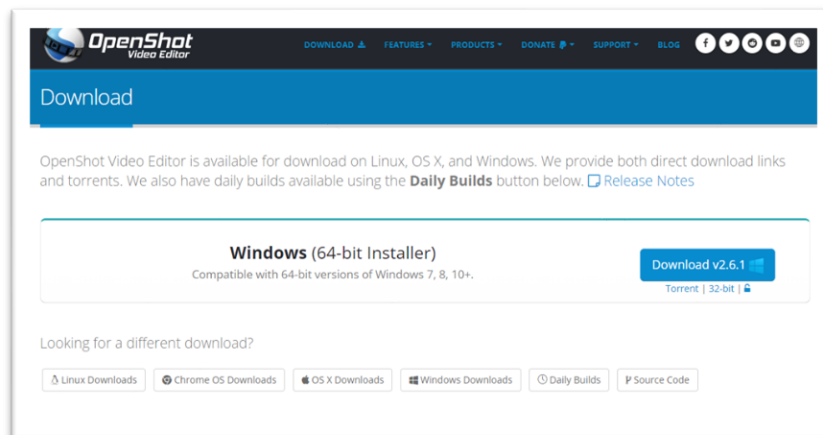 OpenShot
Video Editor
DOWNLOAD FEATURES PRODUCTS DONATE SUPPORT BLOG
Download
OpenShot Video Editor is available for download on Linux, OS X, and Windows. We provide both direct download links
and torrents. We also have daily builds available using the Daily Builds button below. Release Notes
Windows (64-bit Installer)
Compatible with 64-bit versions of Windows 7, 8, 10+.
Download v2.6.1
Torrent | 32-bit |
Looking for a different download?
Linux Downloads Chrome OS Downloads OS X Downloads Windows Downloads Daily Builds Source Code